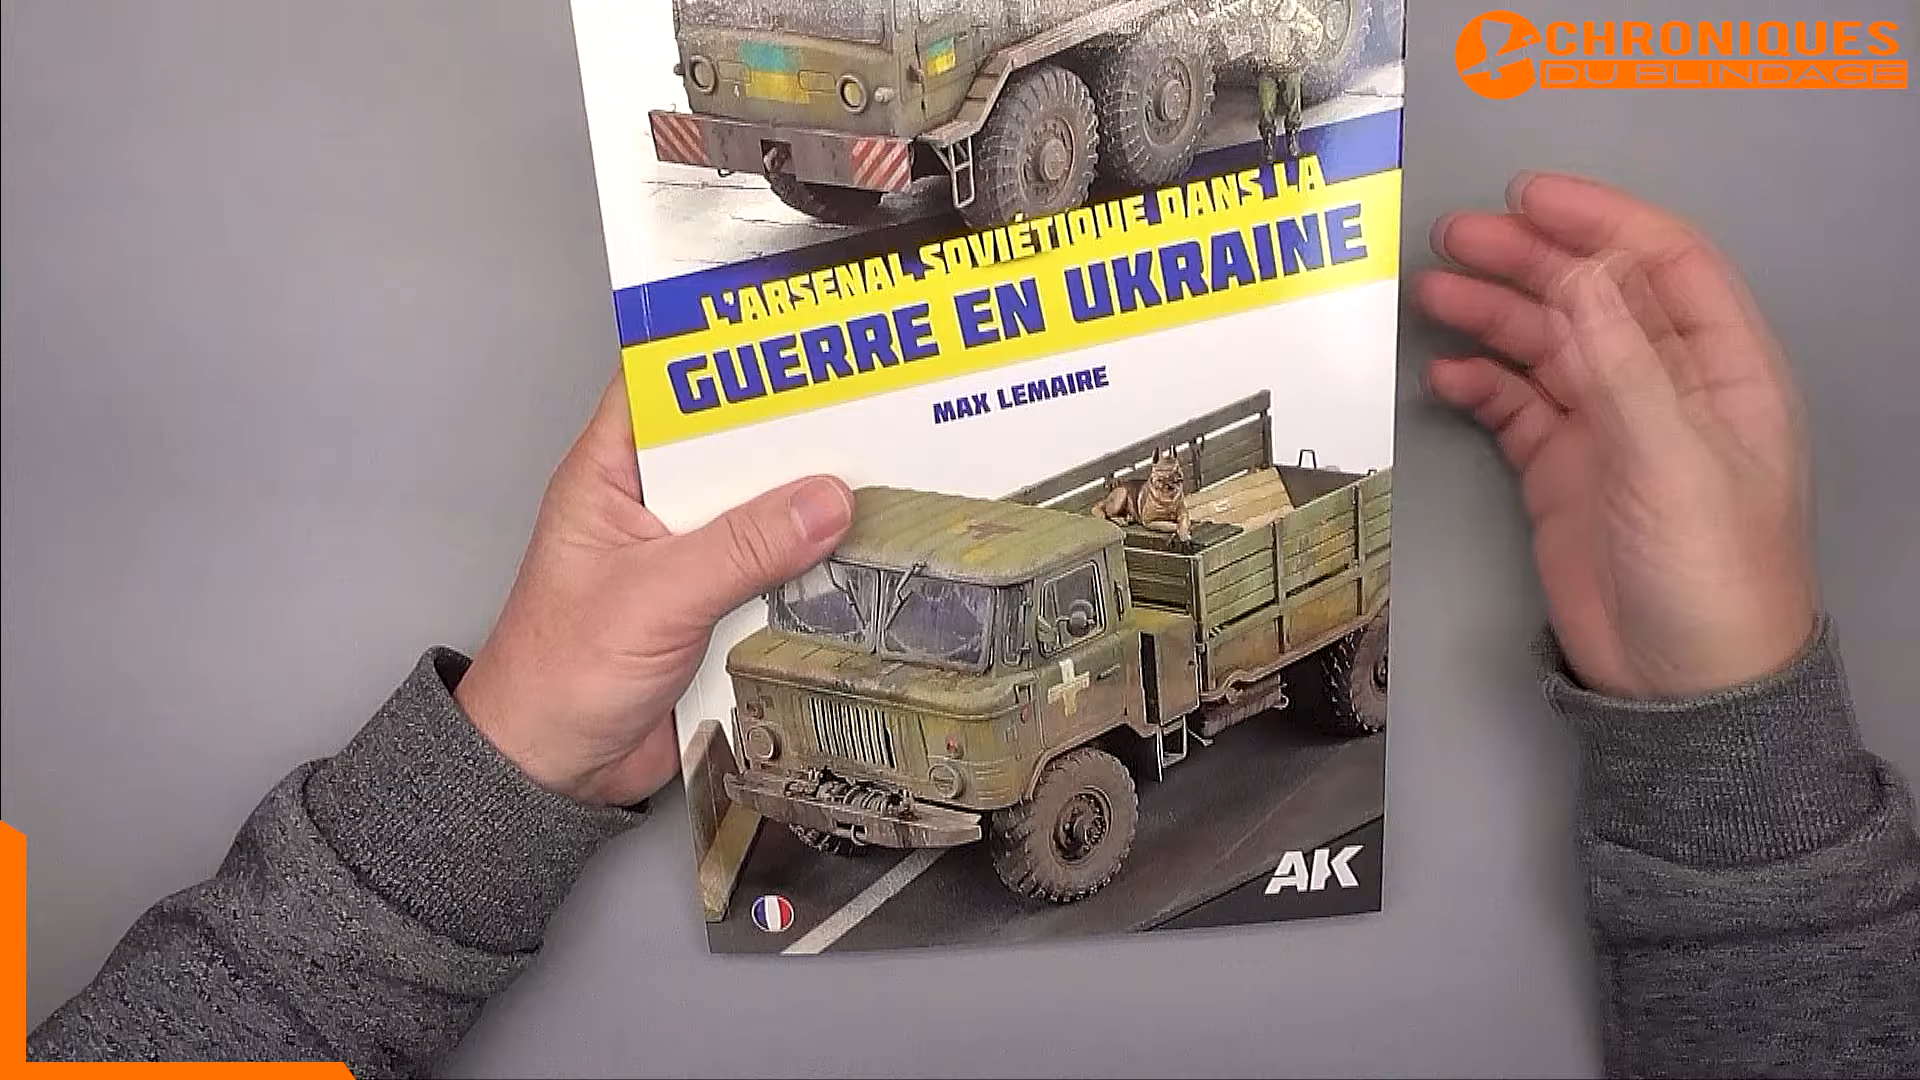 CHRONIQUES
DU BLINDAGE
L'ARSENAL SOVIÉTIQUE DANS LA
GUERRE EN UKRAINE
MAX LEMAIRE
AK